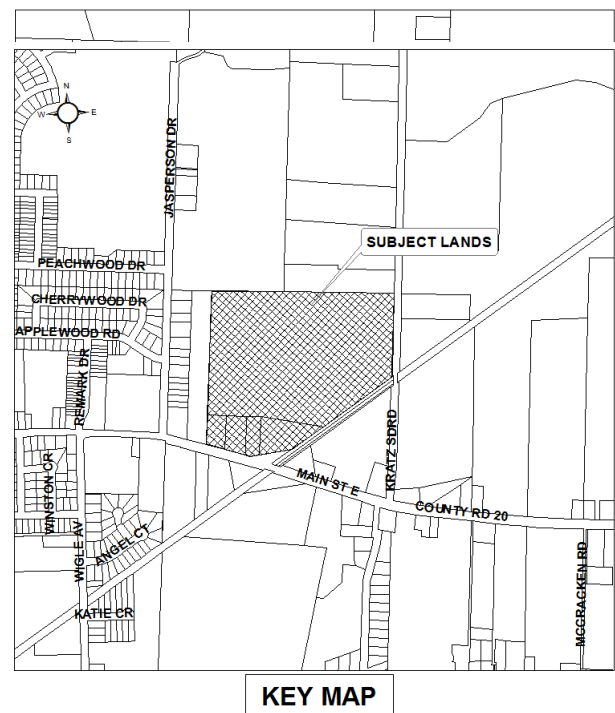 N
W E
S
JASPERSON DR
SUBJECT LANDS
PEACHWOOD DR
CHERRYWOOD DR
APPLEWOOD RD
REMARK DR
KRATZ SDRD
MAIN ST E
COUNTY RD 20
WINSTON CR
WIGLE AV
ANGEL CT
MCCRACKEN RD
KATIE CR
KEY MAP